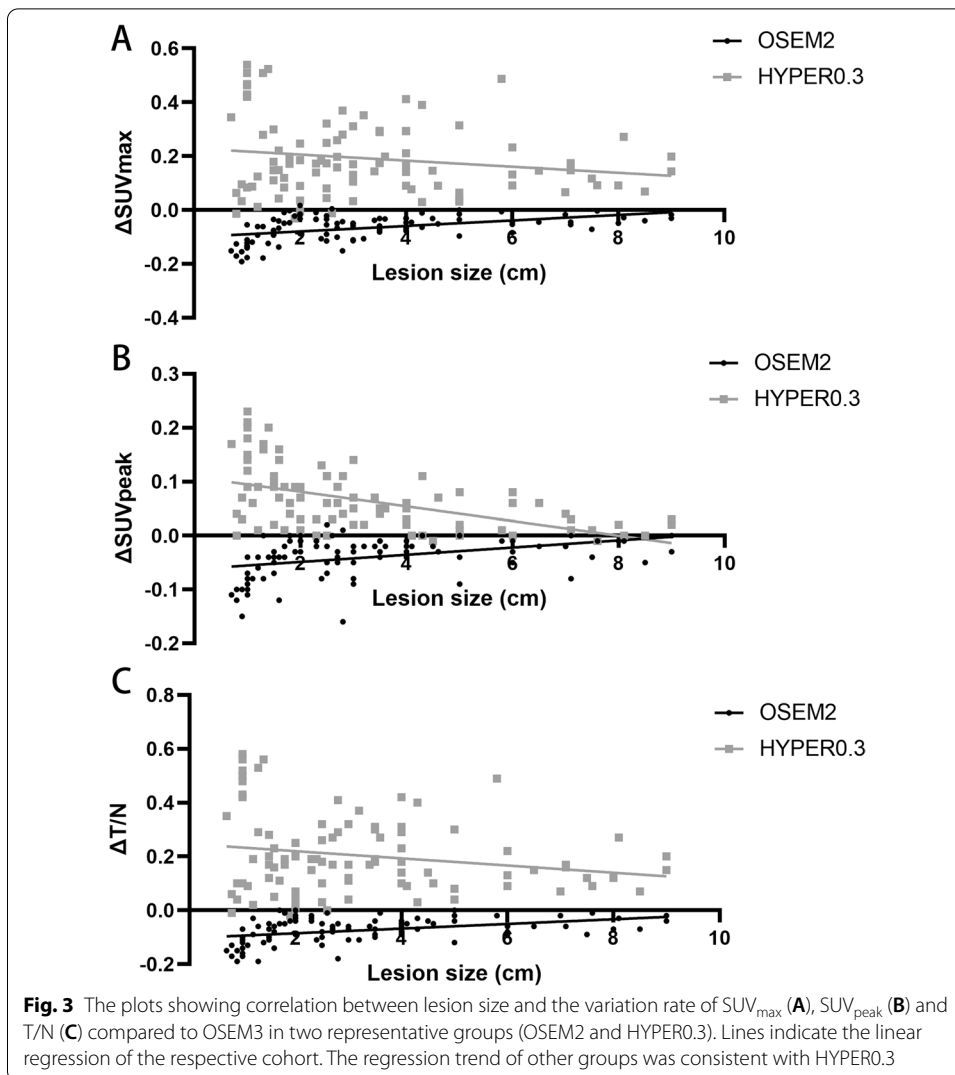 A
OSEM2
HYPER0.3
0.6
0.4
0.2
0.0
-0.2
-0.4
ΔSUVmax
2 4 6 8 10
Lesion size (cm)
B
OSEM2
HYPER0.3
0.3
0.2
0.1
0.0
-0.1
-0.2
ΔSUVpeak
2 4 6 8 10
Lesion size (cm)
C
OSEM2
HYPER0.3
0.8
0.6
0.4
0.2
0.0
-0.2
ΔT/N
2 4 6 8 10
Lesion size (cm)
Fig. 3 The plots showing correlation between lesion size and the variation rate of SUVmax (A), SUVpeak (B) and
T/N (C) compared to OSEM3 in two representative groups (OSEM2 and HYPER0.3). Lines indicate the linear
regression of the respective cohort. The regression trend of other groups was consistent with HYPER0.3